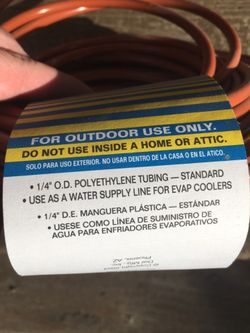 FOR OUTDOOR USE ONLY.
DO NOT USE INSIDE A HOME OR ATTIC.
SOLO PARA USO EXTERIOR. NO USAR DENTRO DE LA CASA O EN EL ATICO.
• 1/4" O.D. POLYETHYLENE TUBING — STANDARD
• USE AS A WATER SUPPLY LINE FOR EVAP COOLERS
• 1/4" D.E. MANGUERA PLÁSTICA — ESTÁNDAR
• USESE COMO LÍNEA DE SUMINISTRO DE
AGUA PARA ENFRIADORES EVAPORATIVOS
Phoenix, AZ